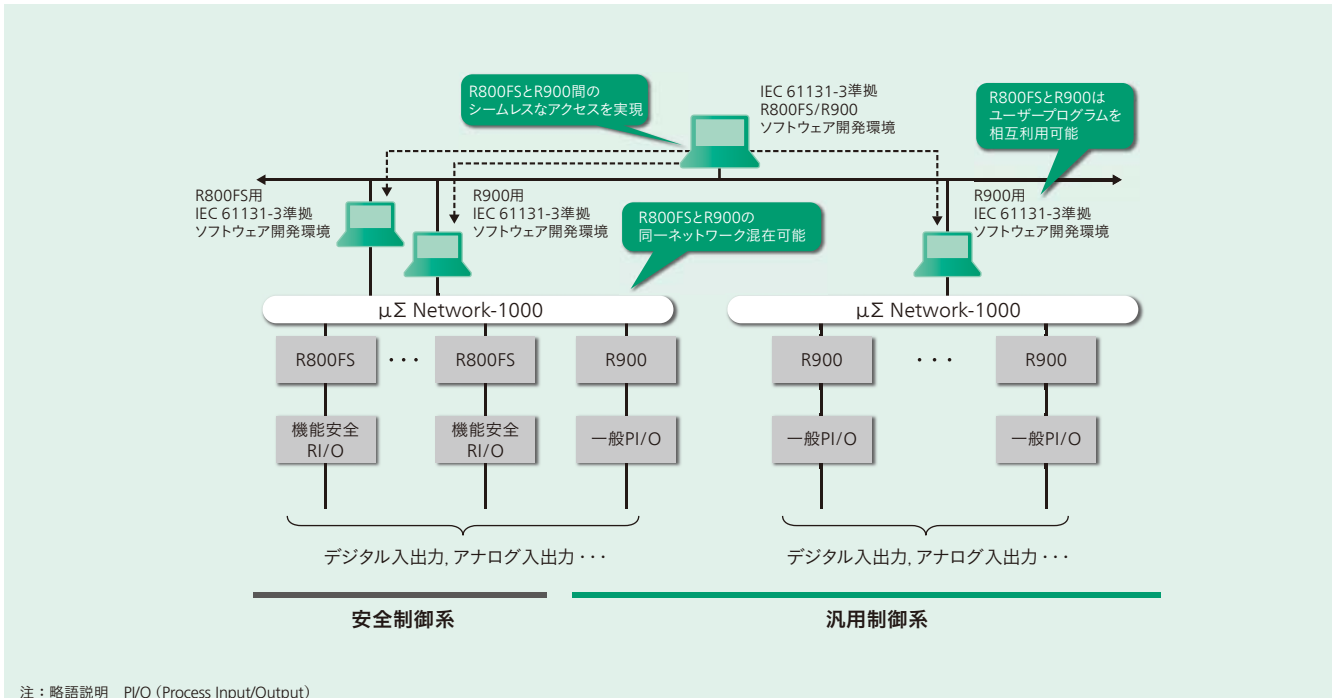 R800FSとR900間の
シームレスなアクセスを実現
IEC 61131-3準拠
R800FS/R900
ソフトウェア開発環境
R800FSとR900は
ユーザープログラムを
相互利用可能
R800FS用
IEC 61131-3準拠
ソフトウェア開発環境
R900用
IEC 61131-3準拠
ソフトウェア開発環境
R800FSとR900の
同一ネットワーク混在可能
R900用
IEC 61131-3準拠
ソフトウェア開発環境
μΣ Network-1000
μΣ Network-1000
R800FS
・・・
R800FS
R900
R900
・・・
R900
機能安全
RI/O
機能安全
RI/O
一般PI/O
一般PI/O
一般PI/O
デジタル入出力, アナログ入出力・・・
デジタル入出力, アナログ入出力・・・
安全制御系
汎用制御系
注：略語説明 PI/O（Process Input/Output）